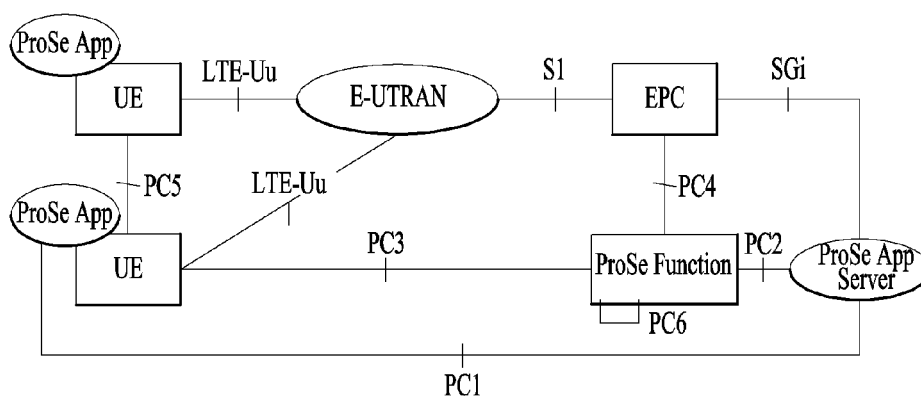 ProSe App
UE
LTE-Uu
E-UTRAN
S1
EPC
SGi
PC5
LTE-Uu
PC4
ProSe App
UE
PC3
ProSe Function
PC2
ProSe App
Server
PC6
PC1